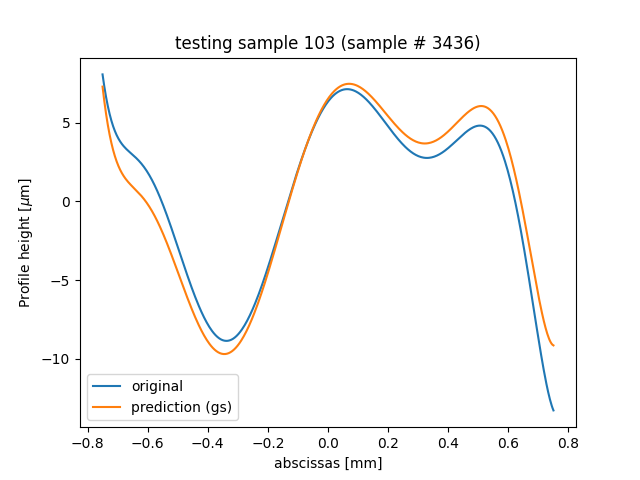 testing sample 103 (sample # 3436)
Profile height [μm]
5
0
−5
−10
−0.8 −0.6 −0.4 −0.2 0.0 0.2 0.4 0.6 0.8
abscissas [mm]
original
prediction (gs)